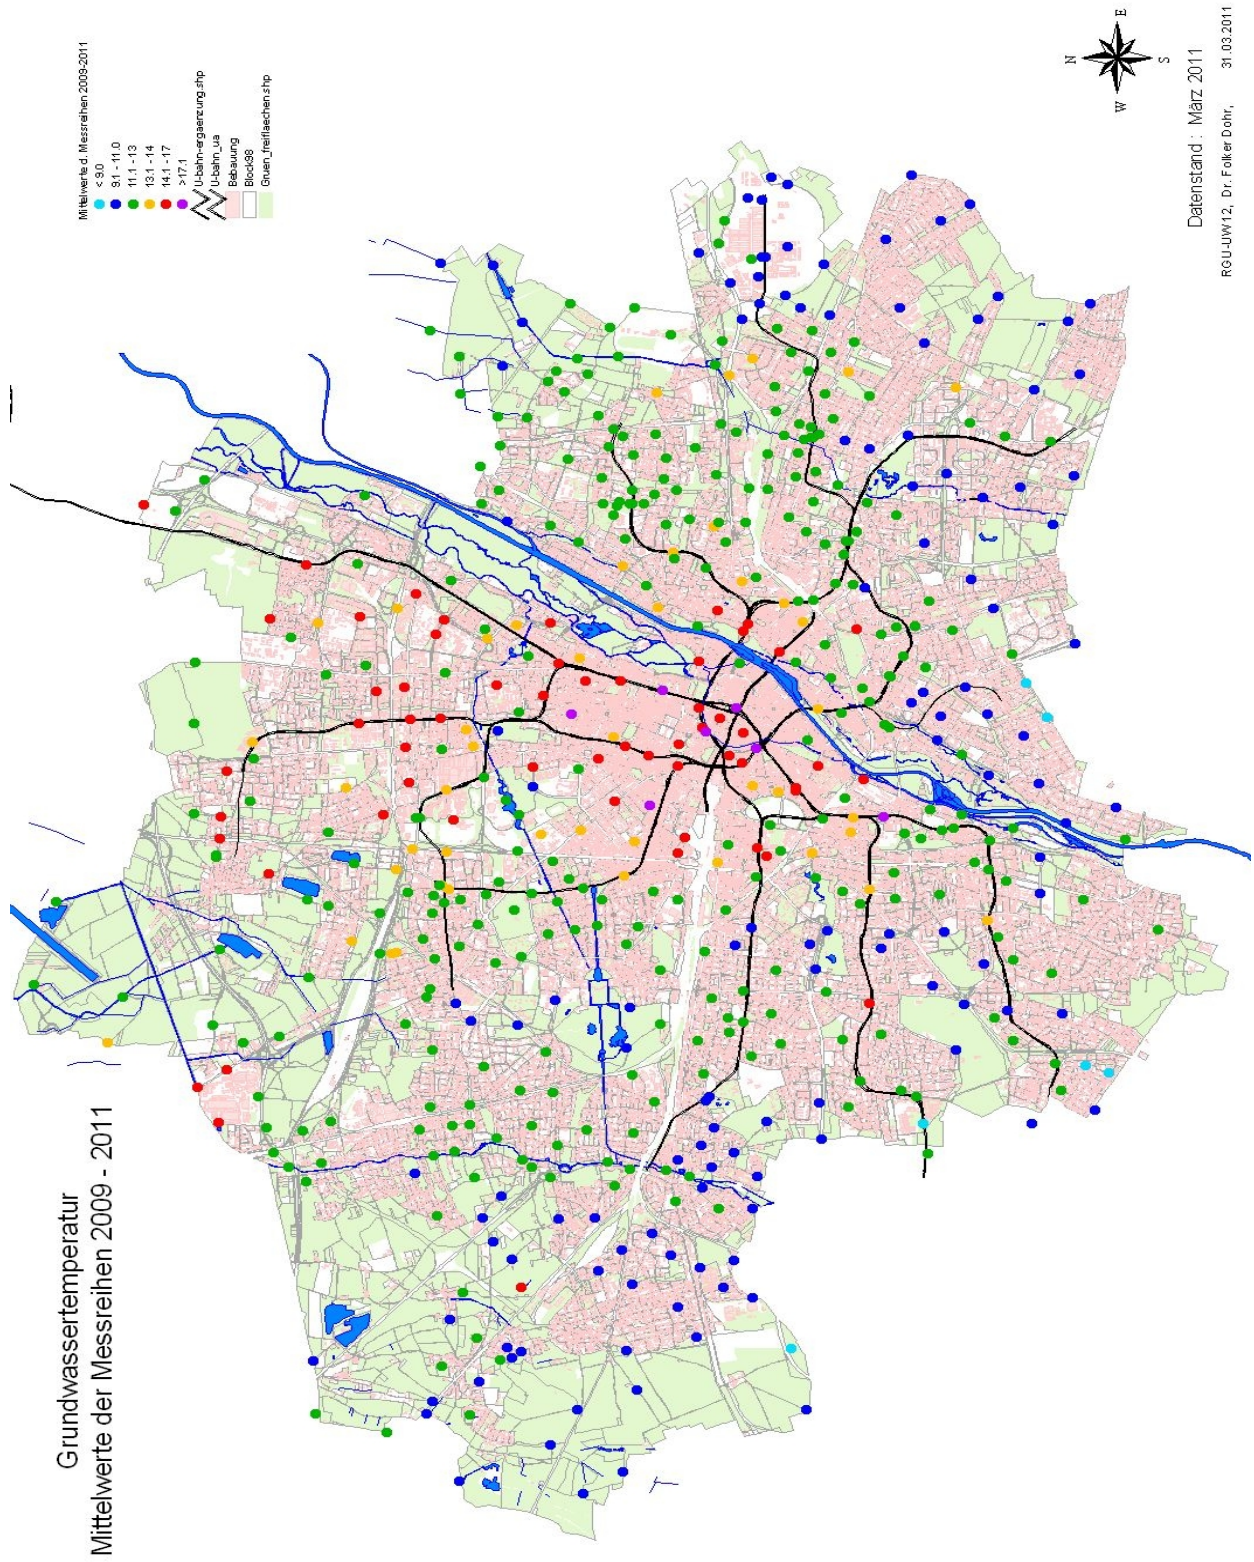 Grundwassertemperatur
Mittelwerte der Messreihen 2009 - 2011
Mittelwerte d. Messreihen 2009-2011
< 9.0
9.1 - 11.0
11.1 - 13
13.1 - 14
14.1 - 17
>17.1
U-bahn-ergaenzung.shp
U-bahn_ua
Bebauung
Block98
Gruen_freiflaechen.shp
N
W
E
S
Datenstand : März 2011
RGU-UW12, Dr. Folker Dohr, 31.03.2011